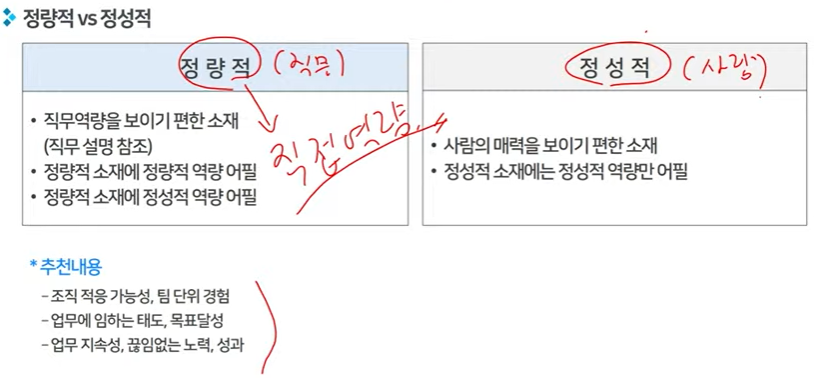 정량적 vs 정성적
정 량 적 (직무)
• 직무역량을 보이기 편한 소재
(직무 설명 참조)
• 정량적 소재에 정량적 역량 어필
• 정량적 소재에 정성적 역량 어필
직접역량
정 성 적 (사람)
• 사람의 매력을 보이기 편한 소재
• 정성적 소재에는 정성적 역량만 어필
* 추천내용
- 조직 적응 가능성, 팀 단위 경험
- 업무에 임하는 태도, 목표달성
- 업무 지속성, 끊임없는 노력, 성과